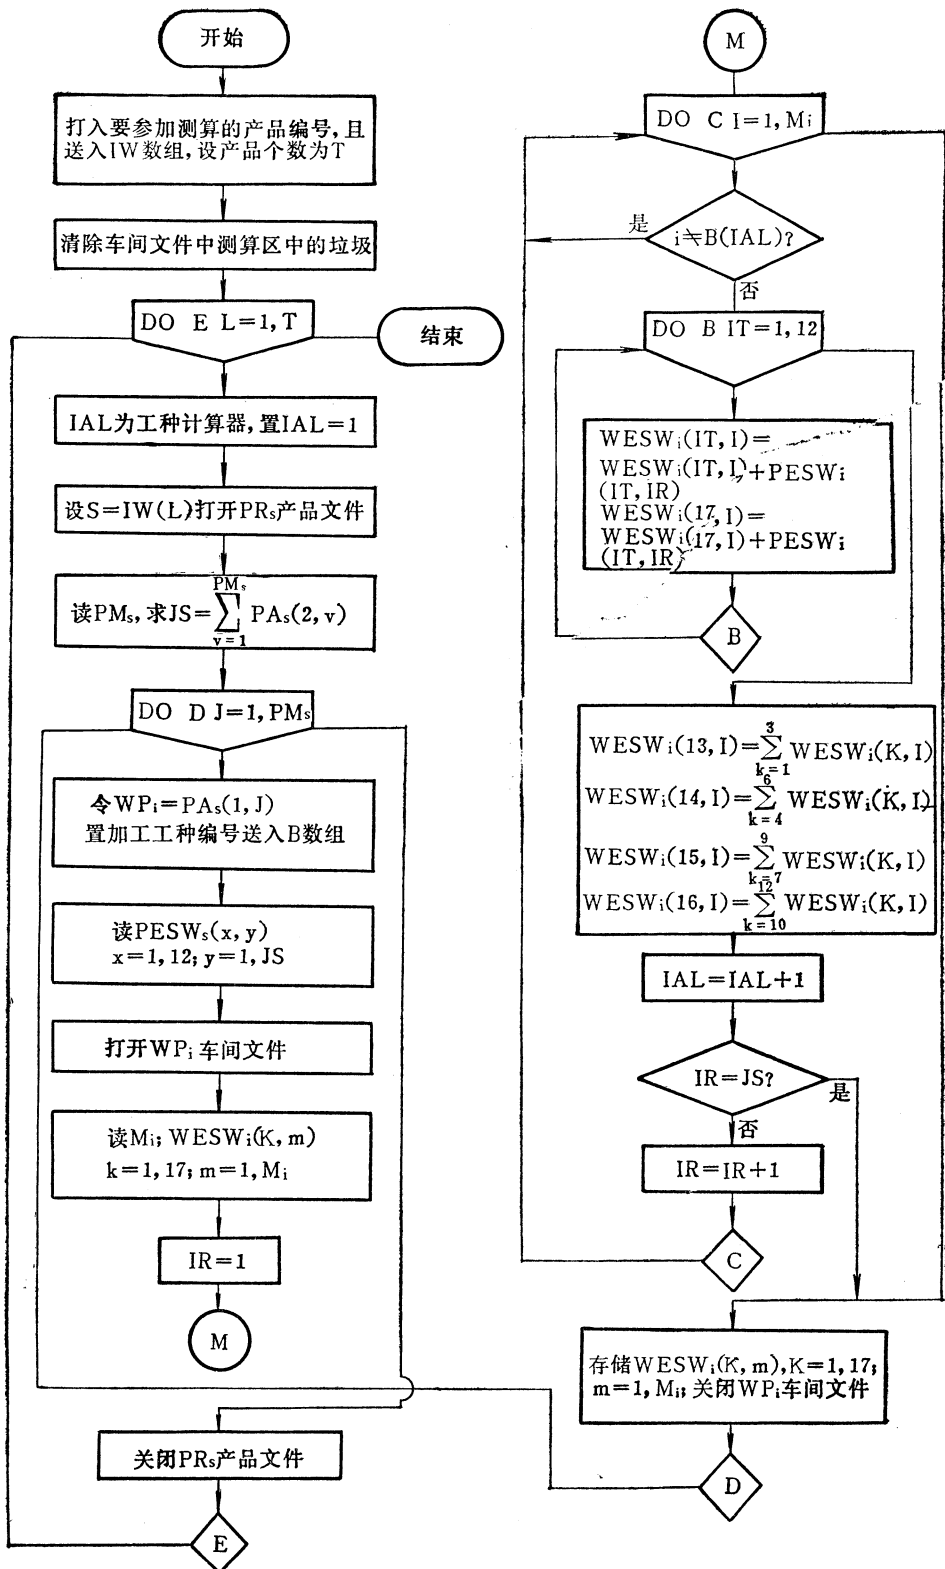 开始
打入要参加测算的产品编号,且
送入IW数组,设产品个数为T
清除车间文件中测算区中的垃圾
DO E L=1,T
结束
IAL为工种计算器,置IAL=1
设S=IW(L)打开PRs产品文件
读PMs,求JS=∑PAs(2,v)
PMs
v=1
DO D J=1,PMs
令WPi=PAs(1,J)
置加工工种编号送入B数组
读PESWs(x,y)
x=1,12;y=1,JS
打开WPi车间文件
读Mi;WESWi(K,m)
k=1,17;m=1,Mi
IR=1
M
关闭PRs产品文件
E
M
DO C I=1,Mi
i≠B(IAL)?
是
否
DO B IT=1,12
WESWi(IT,I)=
WESWi(IT,I)+PESWi
(IT,IR)
WESWi(17,I)=
WESWi(17,I)+PESWi
(IT,IR)
B
WESWi(13,I)=∑WESWi(K,I)
3
k=1
WESWi(14,I)=∑WESWi(K,I)
6
k=4
WESWi(15,I)=∑WESWi(K,I)
9
k=7
WESWi(16,I)=∑WESWi(K,I)
12
k=10
IAL=IAL+1
IR=JS?
是
否
IR=IR+1
C
存储WESWi(K,m),K=1,17;
m=1,Mi;关闭WPi车间文件
D